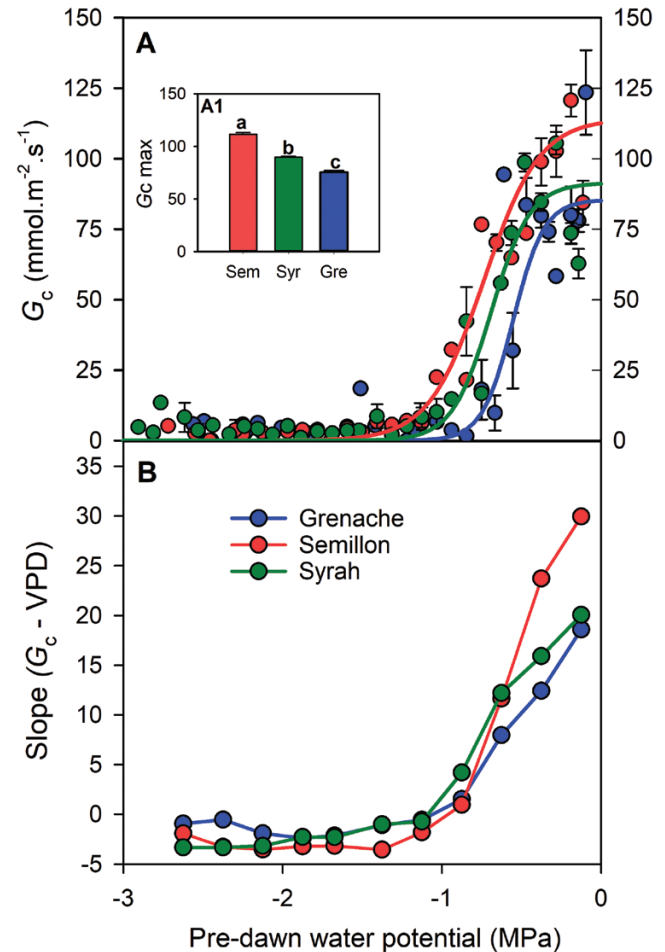 A
150
125
100
75
50
25
0
150
125
100
75
50
25
0
Gc (mmol.m-2.s-1)
A1
150
100
50
0
Gc max
a
b
c
Sem Syr Gre
B
35
30
25
20
15
10
5
0
-5
Slope (Gc - VPD)
Grenache
Semillon
Syrah
-3 -2 -1 0
Pre-dawn water potential (MPa)